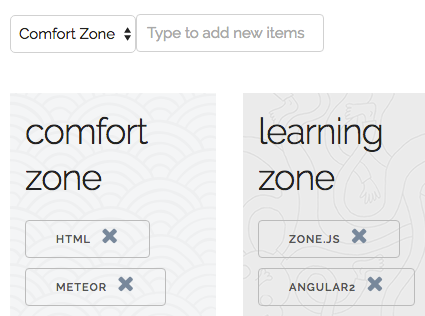 Comfort Zone Type to add new items
comfort
zone
HTML
METEOR
learning
zone
ZONE.JS
ANGULAR2